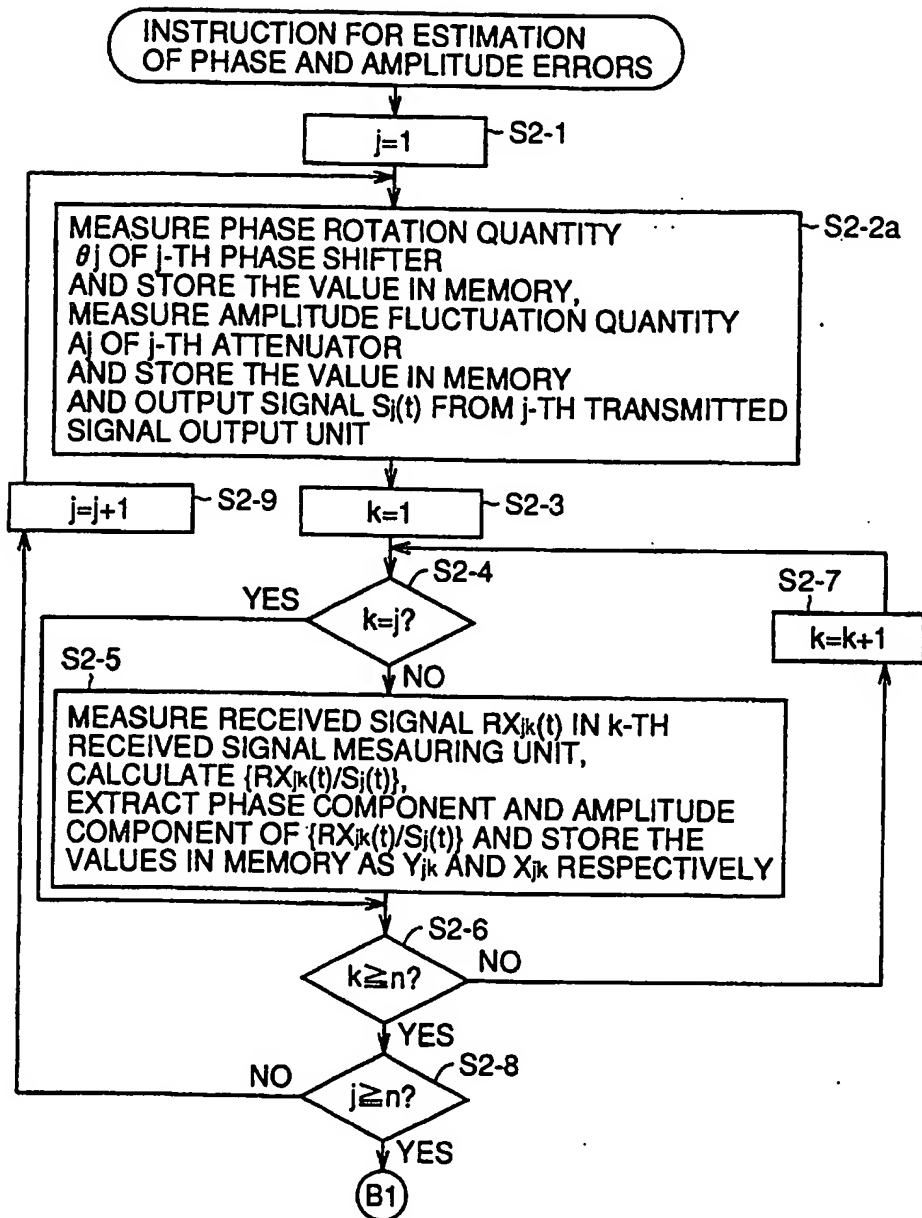 INSTRUCTION FOR ESTIMATION
OF PHASE AND AMPLITUDE ERRORS
j=1
S2-1
MEASURE PHASE ROTATION QUANTITY
θj OF j-TH PHASE SHIFTER
AND STORE THE VALUE IN MEMORY,
MEASURE AMPLITUDE FLUCTUATION QUANTITY
Aj OF j-TH ATTENUATOR
AND STORE THE VALUE IN MEMORY
AND OUTPUT SIGNAL Sj(t) FROM j-TH TRANSMITTED
SIGNAL OUTPUT UNIT
S2-2a
j=j+1
S2-9
k=1
S2-3
S2-4
YES
k=j?
NO
S2-7
k=k+1
S2-5
MEASURE RECEIVED SIGNAL RXjk(t) IN k-TH
RECEIVED SIGNAL MESAURING UNIT,
CALCULATE {RXjk(t)/Sj(t)},
EXTRACT PHASE COMPONENT AND AMPLITUDE
COMPONENT OF {RXjk(t)/Sj(t)} AND STORE THE
VALUES IN MEMORY AS Yjk AND Xjk RESPECTIVELY
S2-6
k≧n?
NO
YES
S2-8
NO
j≧n?
YES
B1